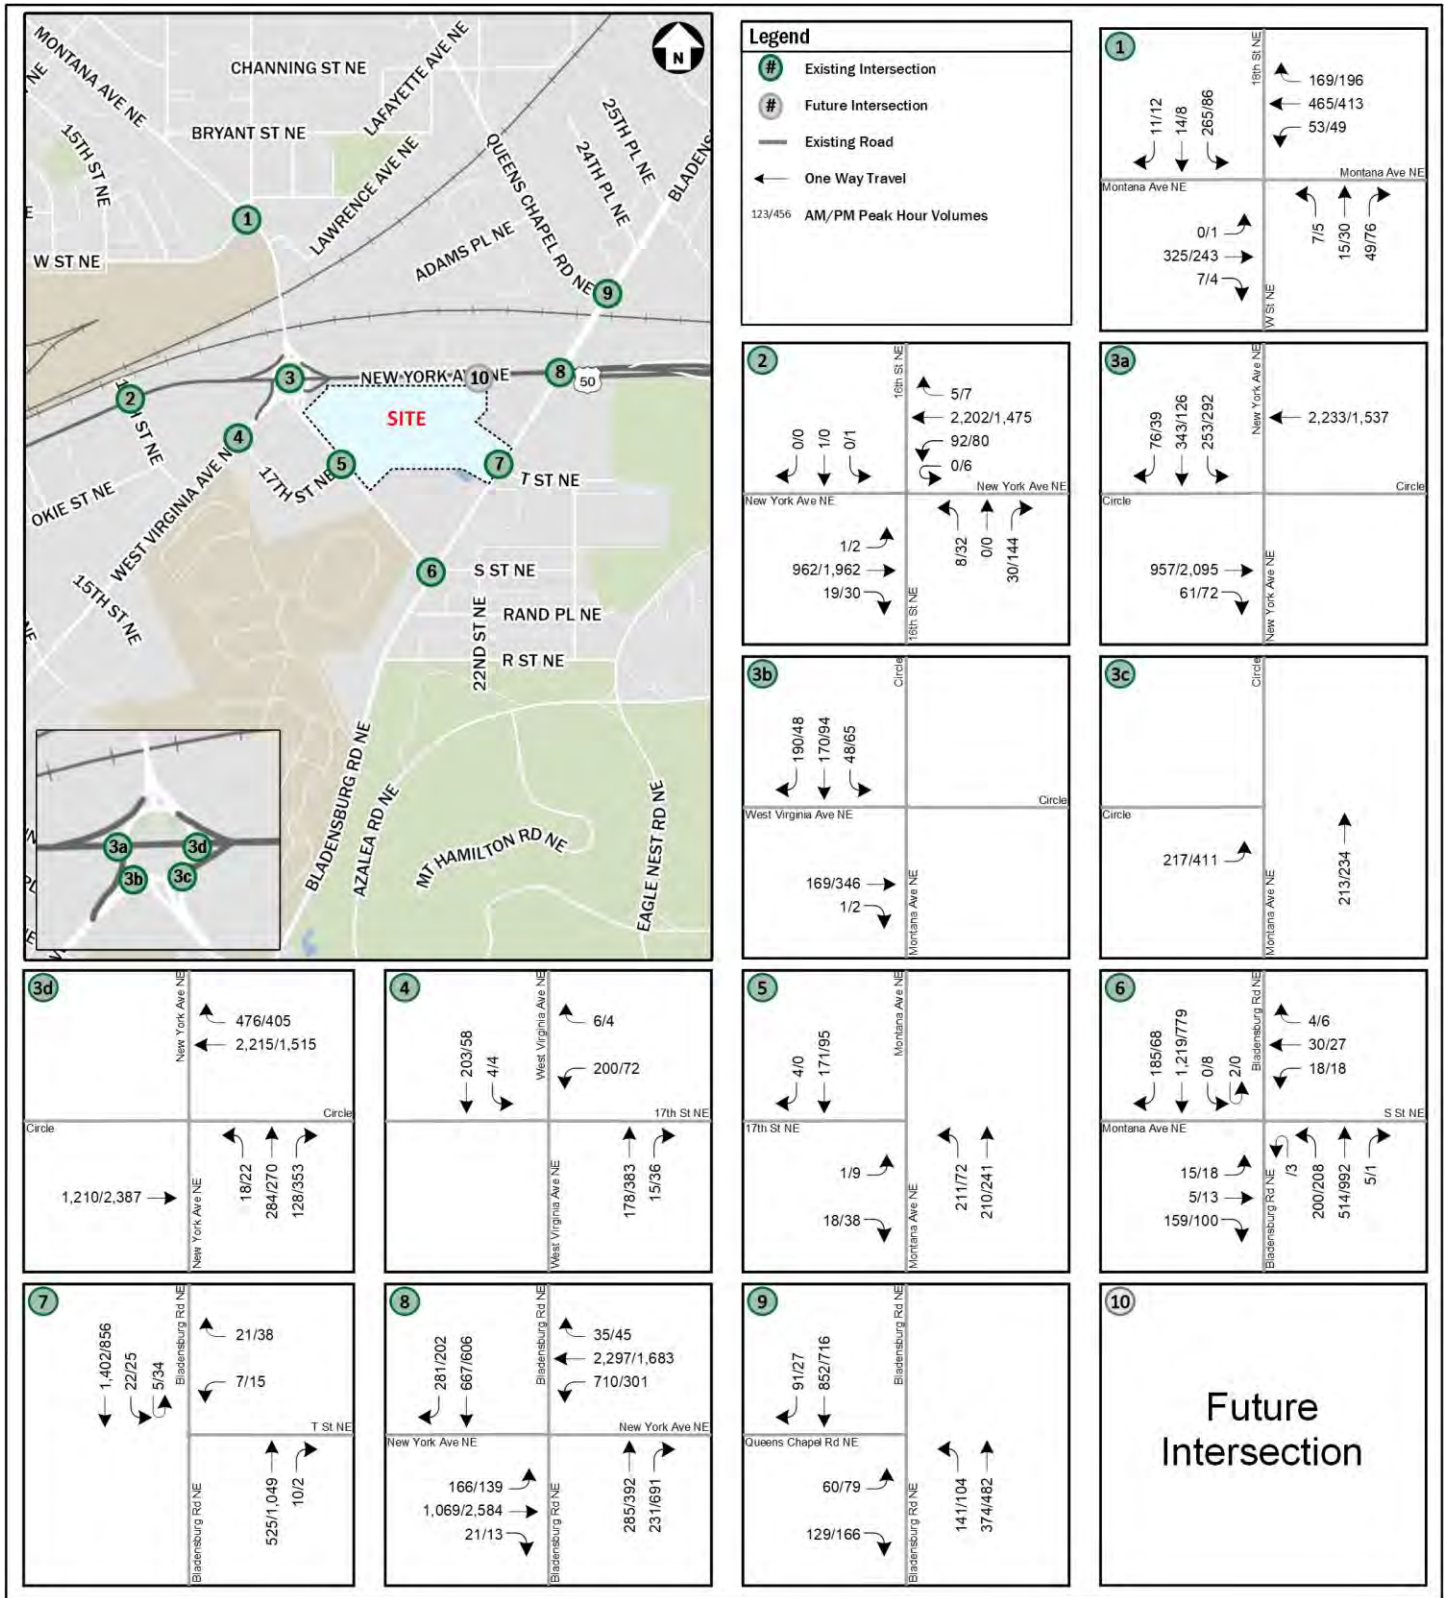 MONTANA AVE NE
CHANNING ST NE
LAFAYETTE AVE NE
N
BRYANT ST NE
15TH ST NE
NE
QUEENS CHAPEL RD NE
25TH PL NE
24TH PL NE
BLADENS
LAWRENCE AVE NE
1
ADAMS PL NE
E
W ST NE
9
3
NEW YORK AVE NE
10
8
50
2
SITE
4
5
7
17TH ST NE
T ST NE
OKIE ST NE
WEST VIRGINIA AVE NE
6
S ST NE
15TH ST NE
RAND PL NE
22ND ST NE
R ST NE
NE
BLADENSBURG RD NE
AZALEA RD NE
MT HAMILTON RD NE
EAGLE NEST RD NE
3a
3d
3b
3c
Legend
# Existing Intersection
# Future Intersection
Existing Road
One Way Travel
123/456 AM/PM Peak Hour Volumes
1
16th St NE
11/12
14/8
265/86
169/196
465/413
53/49
Montana Ave NE
Montana Ave NE
0/1
325/243
7/4
W St NE
7/5
15/30
49/76
2
16th St NE
0/0
1/0
0/1
5/7
2,202/1,475
92/80
0/6
New York Ave NE
New York Ave NE
1/2
962/1,962
19/30
16th St NE
8/32
0/0
30/144
3a
New York Ave NE
76/39
343/126
253/292
2,233/1,537
Circle
Circle
957/2,095
61/72
New York Ave NE
3b
Circle
190/48
170/94
48/65
Circle
West Virginia Ave NE
169/346
1/2
Montana Ave NE
3c
Circle
Circle
217/411
Montana Ave NE
213/234
3d
New York Ave NE
476/405
2,215/1,515
Circle
Circle
1,210/2,387
New York Ave NE
18/22
284/270
128/353
4
West Virginia Ave NE
203/58
4/4
6/4
200/72
17th St NE
West Virginia Ave NE
178/383
15/36
5
Montana Ave NE
4/0
171/95
17th St NE
1/9
18/38
Montana Ave NE
211/72
210/241
6
Bladensburg Rd NE
185/68
1,219/779
0/8
2/0
4/6
30/27
18/18
S St NE
Montana Ave NE
15/18
5/13
159/100
Bladensburg Rd NE
/3
200/208
514/992
5/1
7
Bladensburg Rd NE
1,402/856
22/25
5/34
21/38
7/15
T St NE
Bladensburg Rd NE
525/1,049
10/2
8
Bladensburg Rd NE
281/202
667/606
35/45
2,297/1,683
710/301
New York Ave NE
New York Ave NE
166/139
1,069/2,584
21/13
Bladensburg Rd NE
285/392
231/691
9
Bladensburg Rd NE
91/27
852/716
Queens Chapel Rd NE
60/79
129/166
Bladensburg Rd NE
141/104
374/482
10
Future
Intersection